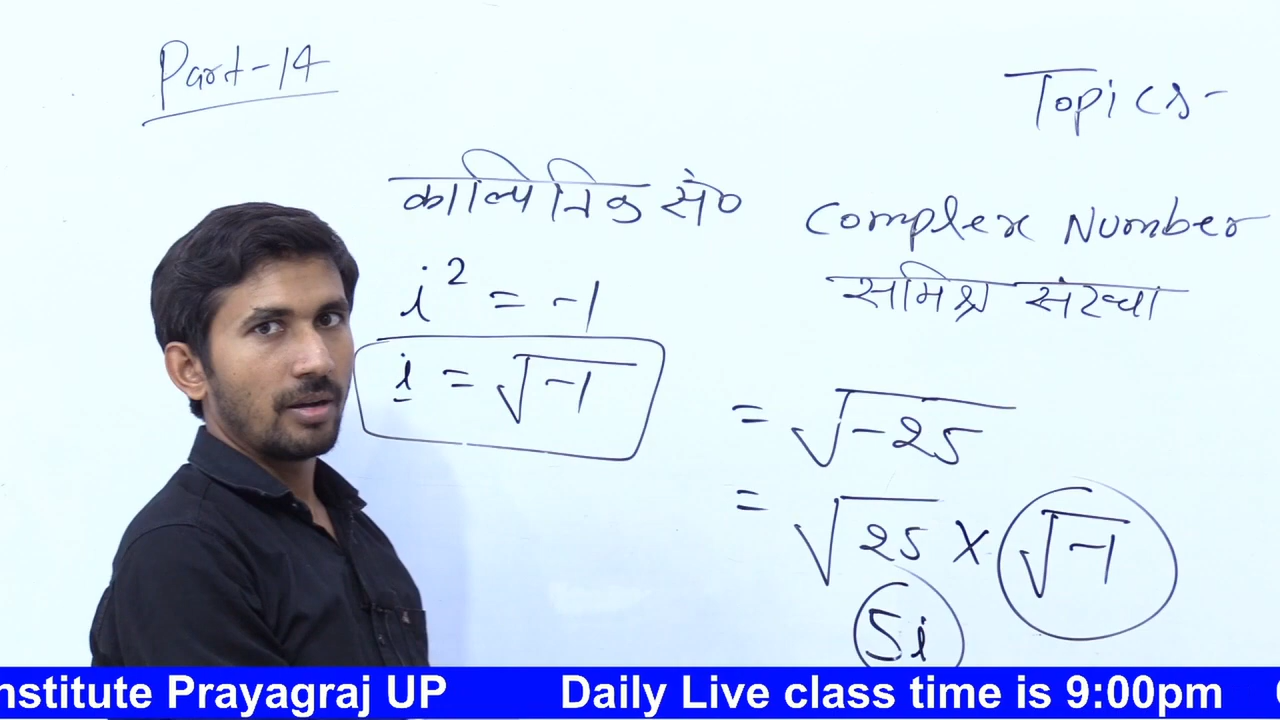 Part-14
Topics-
काल्पिनिक सं०
Complex Number
समिश्र संख्या
i² = -1
i = √-1
= √-25
= √25 × √-1
5i
nstitute Prayagraj UP Daily Live class time is 9:00pm